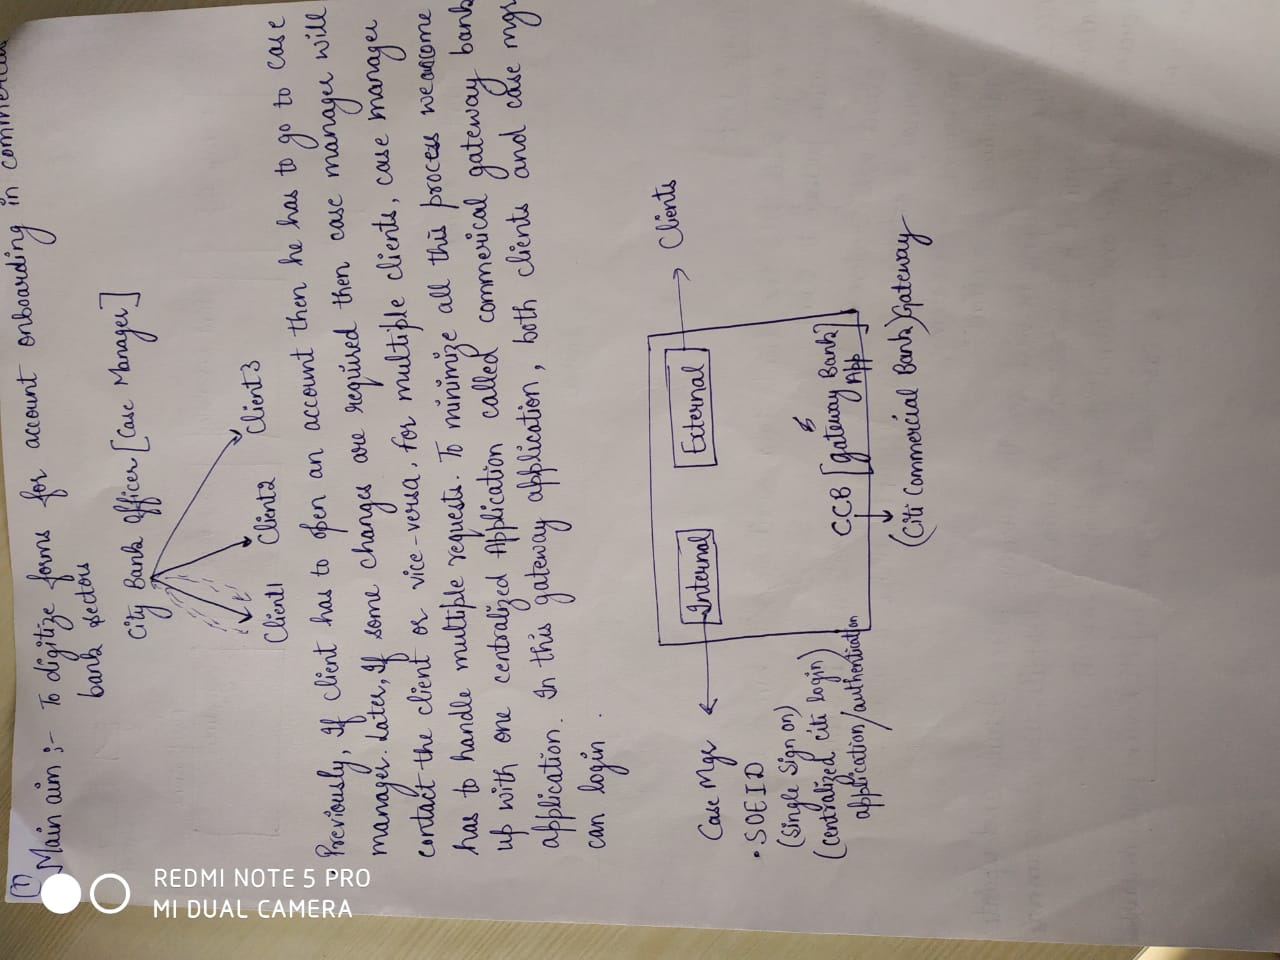 (1)
Main aim :- To digitize forms for account onboarding in commercial
bank sectors
City Bank Officer [Case Manager]
Client1 Client2 Client3
• Previously, If client has to open an account then he has to go to case
manager. Later, If some changes are required then case manager will
contact the client or vice-versa. For multiple clients, case manager
has to handle multiple requests. To minimize all this process we come
up with one centralized Application called commerical gateway bank
application. In this gateway application, both clients and case mgr
can login.
Case Mgr Internal External Clients
• SOEID
(Single Sign on)
(centralized citi login)
application/authentication
CCB [gateway Bank]
App
(Citi Commercial Bank) Gateway
REDMI NOTE 5 PRO
MI DUAL CAMERA